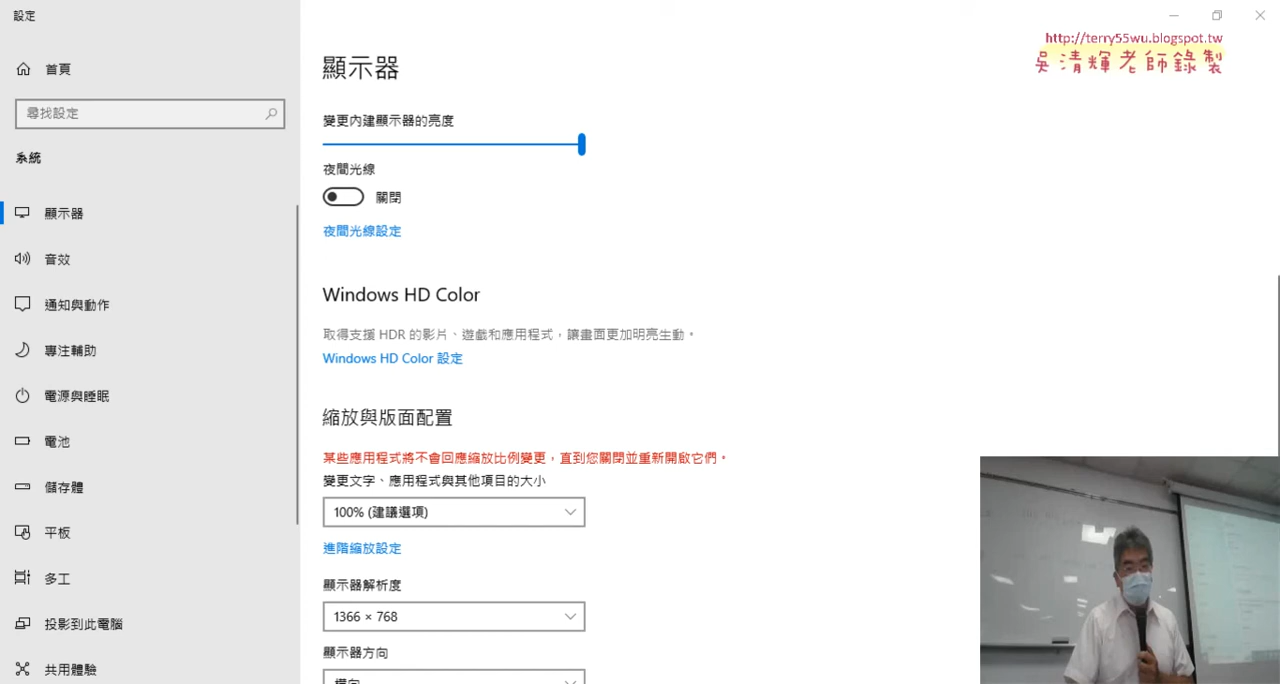 設定
http://terry55wu.blogspot.tw
吳清輝老師錄製
首頁
尋找設定
系統
顯示器
音效
通知與動作
專注輔助
電源與睡眠
電池
儲存體
平板
多工
投影到此電腦
共用體驗
顯示器
變更內建顯示器的亮度
夜間光線
關閉
夜間光線設定
Windows HD Color
取得支援 HDR 的影片、遊戲和應用程式，讓畫面更加明亮生動。
Windows HD Color 設定
縮放與版面配置
某些應用程式將不會回應縮放比例變更，直到您關閉並重新開啟它們。
變更文字、應用程式與其他項目的大小
100% (建議選項)
進階縮放設定
顯示器解析度
1366 × 768
顯示器方向
橫向